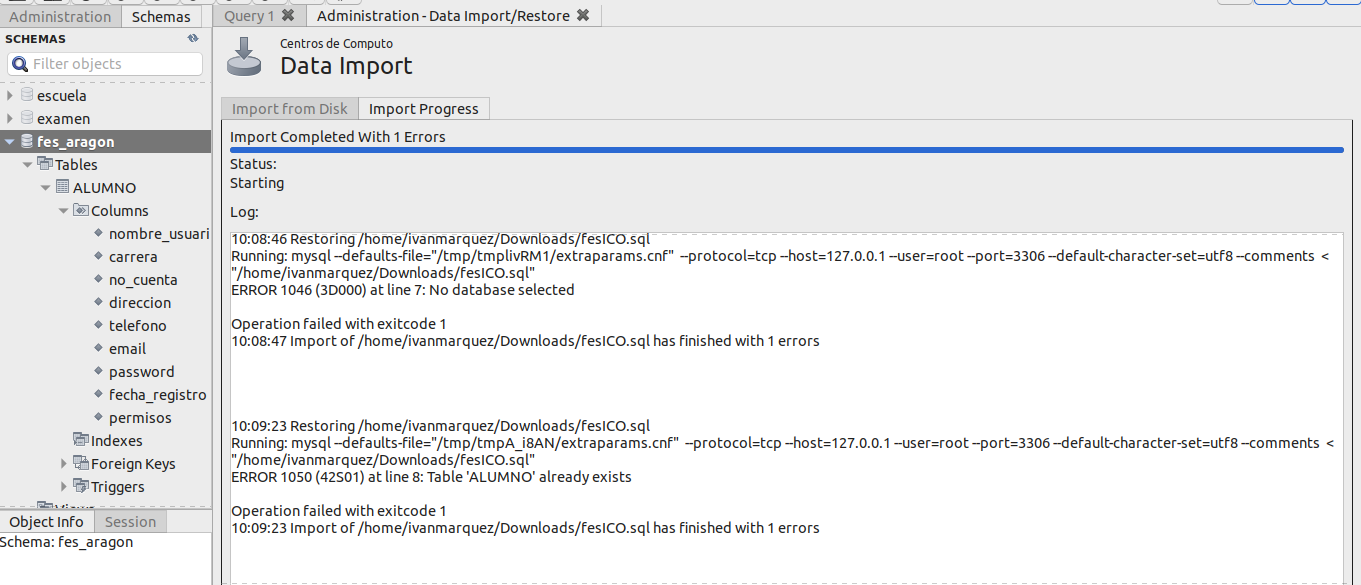 Administration
Schemas
Query 1
Administration - Data Import/Restore
SCHEMAS
Filter objects
escuela
examen
fes_aragon
Tables
ALUMNO
Columns
nombre_usuari
carrera
no_cuenta
direccion
telefono
email
password
fecha_registro
permisos
Indexes
Foreign Keys
Triggers
Views
Object Info
Session
Schema: fes_aragon
Centros de Computo
Data Import
Import from Disk
Import Progress
Import Completed With 1 Errors
Status:
Starting
Log:
10:08:46 Restoring /home/ivanmarquez/Downloads/fesICO.sql
Running: mysql --defaults-file="/tmp/tmplivRM1/extraparams.cnf" --protocol=tcp --host=127.0.0.1 --user=root --port=3306 --default-character-set=utf8 --comments <
"/home/ivanmarquez/Downloads/fesICO.sql"
ERROR 1046 (3D000) at line 7: No database selected
Operation failed with exitcode 1
10:08:47 Import of /home/ivanmarquez/Downloads/fesICO.sql has finished with 1 errors
10:09:23 Restoring /home/ivanmarquez/Downloads/fesICO.sql
Running: mysql --defaults-file="/tmp/tmpA_i8AN/extraparams.cnf" --protocol=tcp --host=127.0.0.1 --user=root --port=3306 --default-character-set=utf8 --comments <
"/home/ivanmarquez/Downloads/fesICO.sql"
ERROR 1050 (42S01) at line 8: Table 'ALUMNO' already exists
Operation failed with exitcode 1
10:09:23 Import of /home/ivanmarquez/Downloads/fesICO.sql has finished with 1 errors